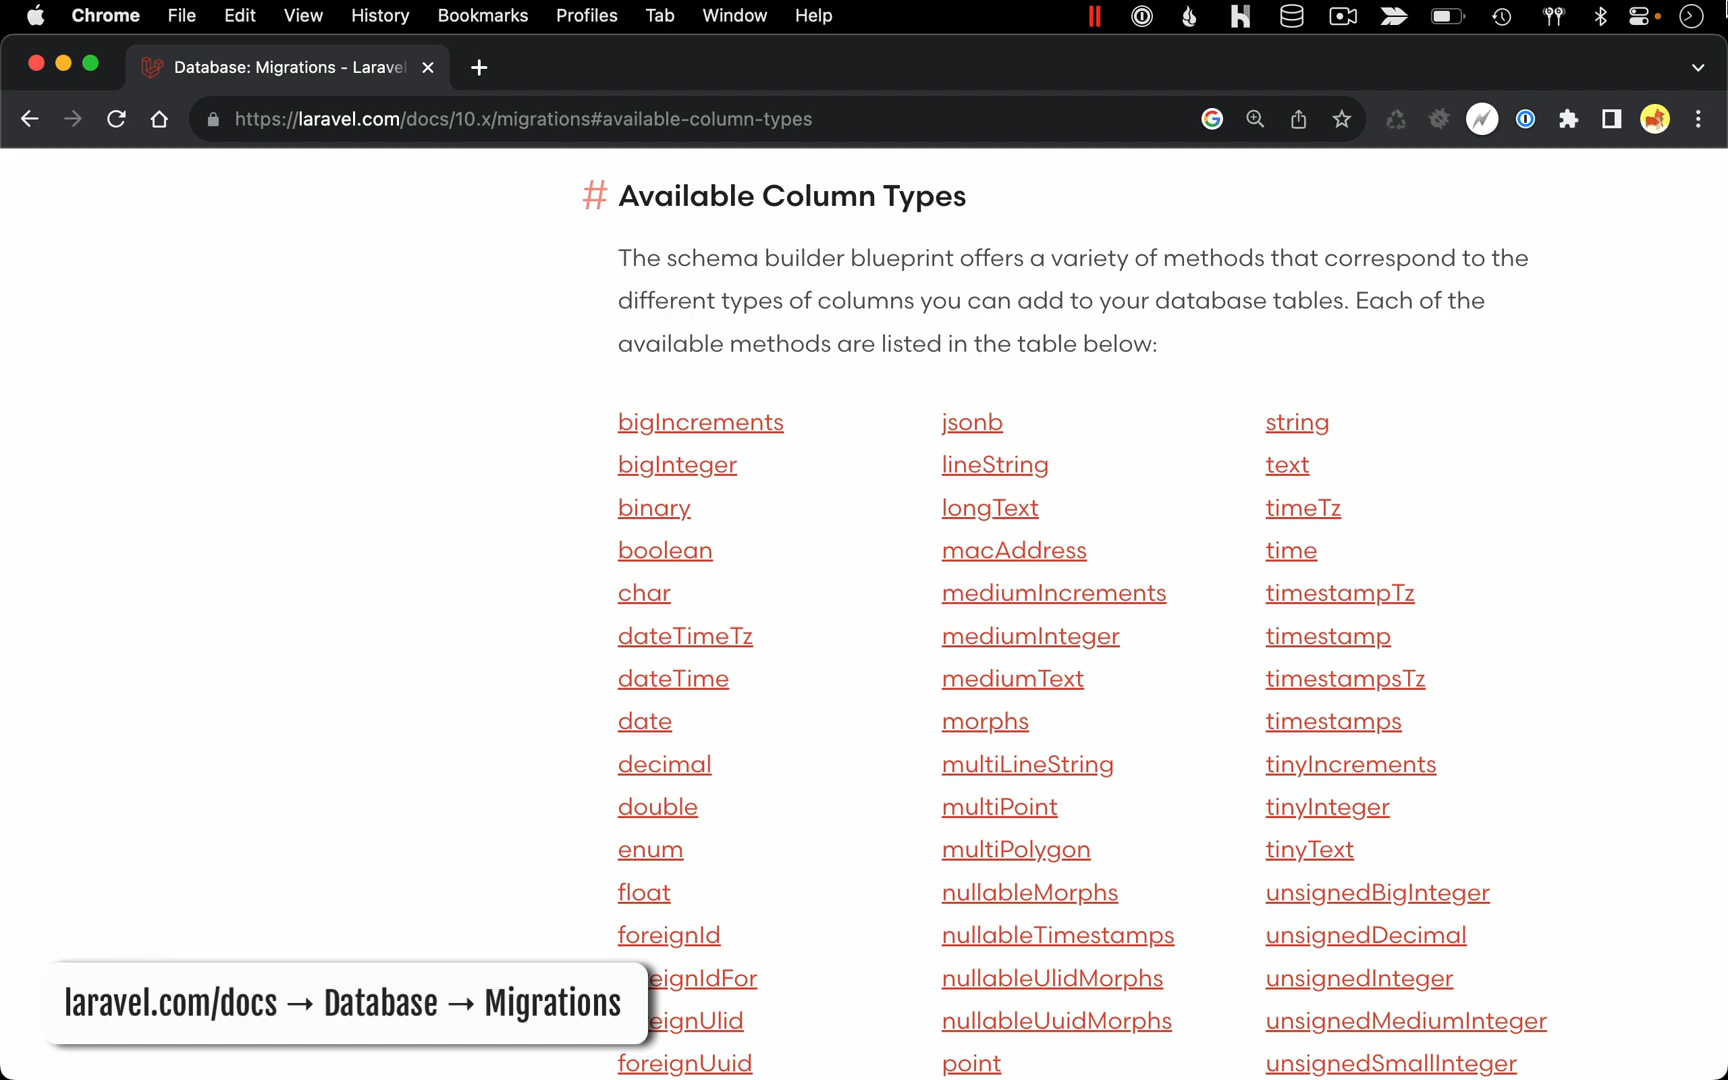 Chrome File Edit View History Bookmarks Profiles Tab Window Help
Database: Migrations - Laravel
https://laravel.com/docs/10.x/migrations#available-column-types
# Available Column Types
The schema builder blueprint offers a variety of methods that correspond to the
different types of columns you can add to your database tables. Each of the
available methods are listed in the table below:
bigIncrements
bigInteger
binary
boolean
char
dateTimeTz
dateTime
date
decimal
double
enum
float
foreignId
eignIdFor
eignUlid
foreignUuid
jsonb
lineString
longText
macAddress
mediumIncrements
mediumInteger
mediumText
morphs
multiLineString
multiPoint
multiPolygon
nullableMorphs
nullableTimestamps
nullableUlidMorphs
nullableUuidMorphs
point
string
text
timeTz
time
timestampTz
timestamp
timestampsTz
timestamps
tinyIncrements
tinyInteger
tinyText
unsignedBigInteger
unsignedDecimal
unsignedInteger
unsignedMediumInteger
unsignedSmallInteger
laravel.com/docs → Database → Migrations